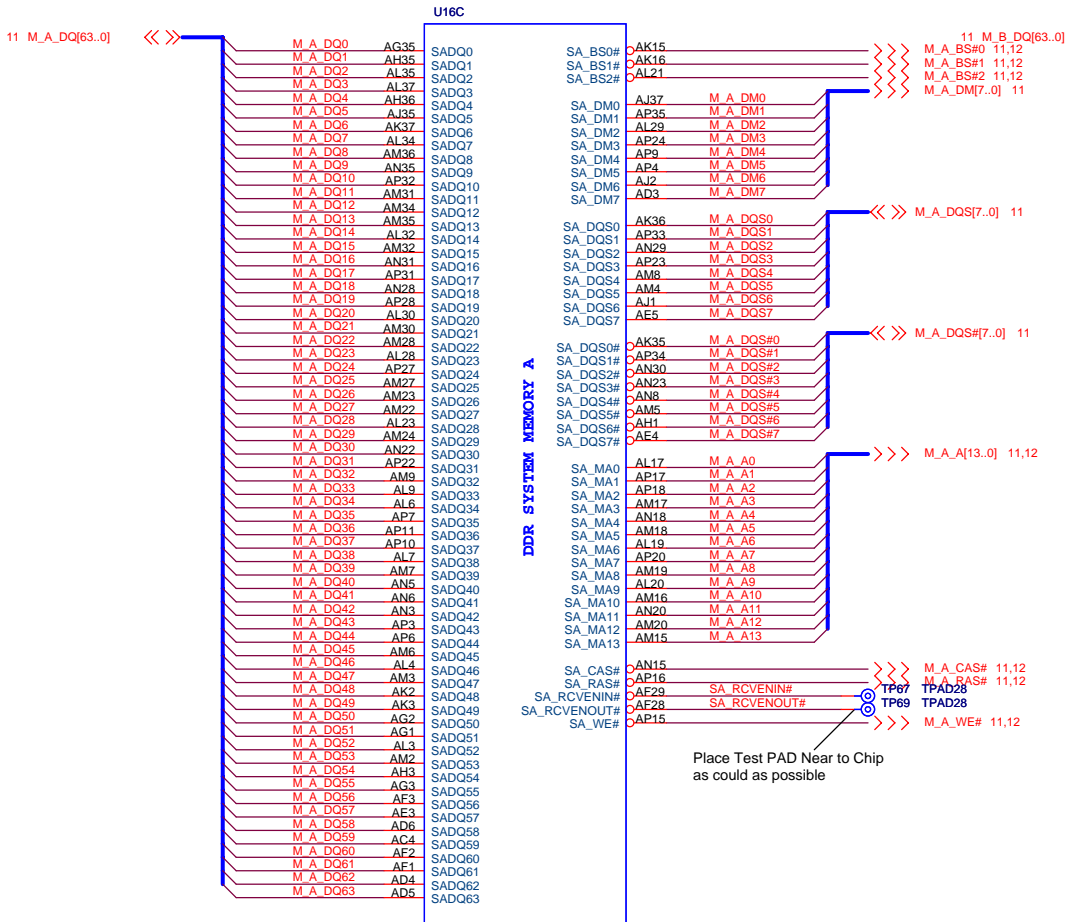 U16C
11 M_A_DQ[63..0]
11 M_B_DQ[63..0]
M_A_DQ0 AG35 SADQ0
M_A_DQ1 AH35 SADQ1
M_A_DQ2 AL35 SADQ2
M_A_DQ3 AL37 SADQ3
M_A_DQ4 AH36 SADQ4
M_A_DQ5 AJ35 SADQ5
M_A_DQ6 AK37 SADQ6
M_A_DQ7 AL34 SADQ7
M_A_DQ8 AM36 SADQ8
M_A_DQ9 AN35 SADQ9
M_A_DQ10 AP32 SADQ10
M_A_DQ11 AM31 SADQ11
M_A_DQ12 AM34 SADQ12
M_A_DQ13 AM35 SADQ13
M_A_DQ14 AL32 SADQ14
M_A_DQ15 AM32 SADQ15
M_A_DQ16 AN31 SADQ16
M_A_DQ17 AP31 SADQ17
M_A_DQ18 AN28 SADQ18
M_A_DQ19 AP28 SADQ19
M_A_DQ20 AL30 SADQ20
M_A_DQ21 AM30 SADQ21
M_A_DQ22 AM28 SADQ22
M_A_DQ23 AL28 SADQ23
M_A_DQ24 AP27 SADQ24
M_A_DQ25 AM27 SADQ25
M_A_DQ26 AM23 SADQ26
M_A_DQ27 AM22 SADQ27
M_A_DQ28 AL23 SADQ28
M_A_DQ29 AM24 SADQ29
M_A_DQ30 AN22 SADQ30
M_A_DQ31 AP22 SADQ31
M_A_DQ32 AM9 SADQ32
M_A_DQ33 AL9 SADQ33
M_A_DQ34 AL6 SADQ34
M_A_DQ35 AP7 SADQ35
M_A_DQ36 AP11 SADQ36
M_A_DQ37 AP10 SADQ37
M_A_DQ38 AL7 SADQ38
M_A_DQ39 AM7 SADQ39
M_A_DQ40 AN5 SADQ40
M_A_DQ41 AN6 SADQ41
M_A_DQ42 AN3 SADQ42
M_A_DQ43 AP3 SADQ43
M_A_DQ44 AP6 SADQ44
M_A_DQ45 AM6 SADQ45
M_A_DQ46 AL4 SADQ46
M_A_DQ47 AM3 SADQ47
M_A_DQ48 AK2 SADQ48
M_A_DQ49 AK3 SADQ49
M_A_DQ50 AG2 SADQ50
M_A_DQ51 AG1 SADQ51
M_A_DQ52 AL3 SADQ52
M_A_DQ53 AM2 SADQ53
M_A_DQ54 AH3 SADQ54
M_A_DQ55 AG3 SADQ55
M_A_DQ56 AF3 SADQ56
M_A_DQ57 AE3 SADQ57
M_A_DQ58 AD6 SADQ58
M_A_DQ59 AC4 SADQ59
M_A_DQ60 AF2 SADQ60
M_A_DQ61 AF1 SADQ61
M_A_DQ62 AD4 SADQ62
M_A_DQ63 AD5 SADQ63
DDR SYSTEM MEMORY A
SA_BS0# AK15 M_A_BS#0 11,12
SA_BS1# AK16 M_A_BS#1 11,12
SA_BS2# AL21 M_A_BS#2 11,12
M_A_DM[7..0] 11
SA_DM0 AJ37 M_A_DM0
SA_DM1 AP35 M_A_DM1
SA_DM2 AL29 M_A_DM2
SA_DM3 AP24 M_A_DM3
SA_DM4 AP9 M_A_DM4
SA_DM5 AP4 M_A_DM5
SA_DM6 AJ2 M_A_DM6
SA_DM7 AD3 M_A_DM7
M_A_DQS[7..0] 11
SA_DQS0 AK36 M_A_DQS0
SA_DQS1 AP33 M_A_DQS1
SA_DQS2 AN29 M_A_DQS2
SA_DQS3 AP23 M_A_DQS3
SA_DQS4 AM8 M_A_DQS4
SA_DQS5 AM4 M_A_DQS5
SA_DQS6 AJ1 M_A_DQS6
SA_DQS7 AE5 M_A_DQS7
M_A_DQS#[7..0] 11
SA_DQS0# AK35 M_A_DQS#0
SA_DQS1# AP34 M_A_DQS#1
SA_DQS2# AN30 M_A_DQS#2
SA_DQS3# AN23 M_A_DQS#3
SA_DQS4# AN8 M_A_DQS#4
SA_DQS5# AM5 M_A_DQS#5
SA_DQS6# AH1 M_A_DQS#6
SA_DQS7# AE4 M_A_DQS#7
M_A_A[13..0] 11,12
SA_MA0 AL17 M_A_A0
SA_MA1 AP17 M_A_A1
SA_MA2 AP18 M_A_A2
SA_MA3 AM17 M_A_A3
SA_MA4 AN18 M_A_A4
SA_MA5 AM18 M_A_A5
SA_MA6 AL19 M_A_A6
SA_MA7 AP20 M_A_A7
SA_MA8 AM19 M_A_A8
SA_MA9 AL20 M_A_A9
SA_MA10 AM16 M_A_A10
SA_MA11 AN20 M_A_A11
SA_MA12 AM20 M_A_A12
SA_MA13 AM15 M_A_A13
SA_CAS# AN15 M_A_CAS# 11,12
SA_RAS# AP16 M_A_RAS# 11,12
SA_RCVENIN# AF29 SA_RCVENIN# TP67 TPAD28
SA_RCVENOUT# AF28 SA_RCVENOUT# TP69 TPAD28
SA_WE# AP15 M_A_WE# 11,12
Place Test PAD Near to Chip
as could as possible